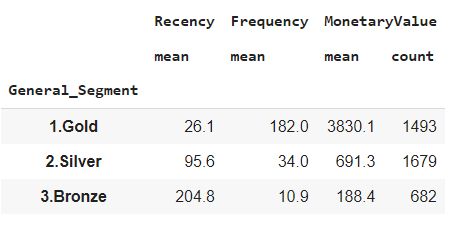 Recency Frequency MonetaryValue
mean mean mean count
General_Segment
1.Gold 26.1 182.0 3830.1 1493
2.Silver 95.6 34.0 691.3 1679
3.Bronze 204.8 10.9 188.4 682